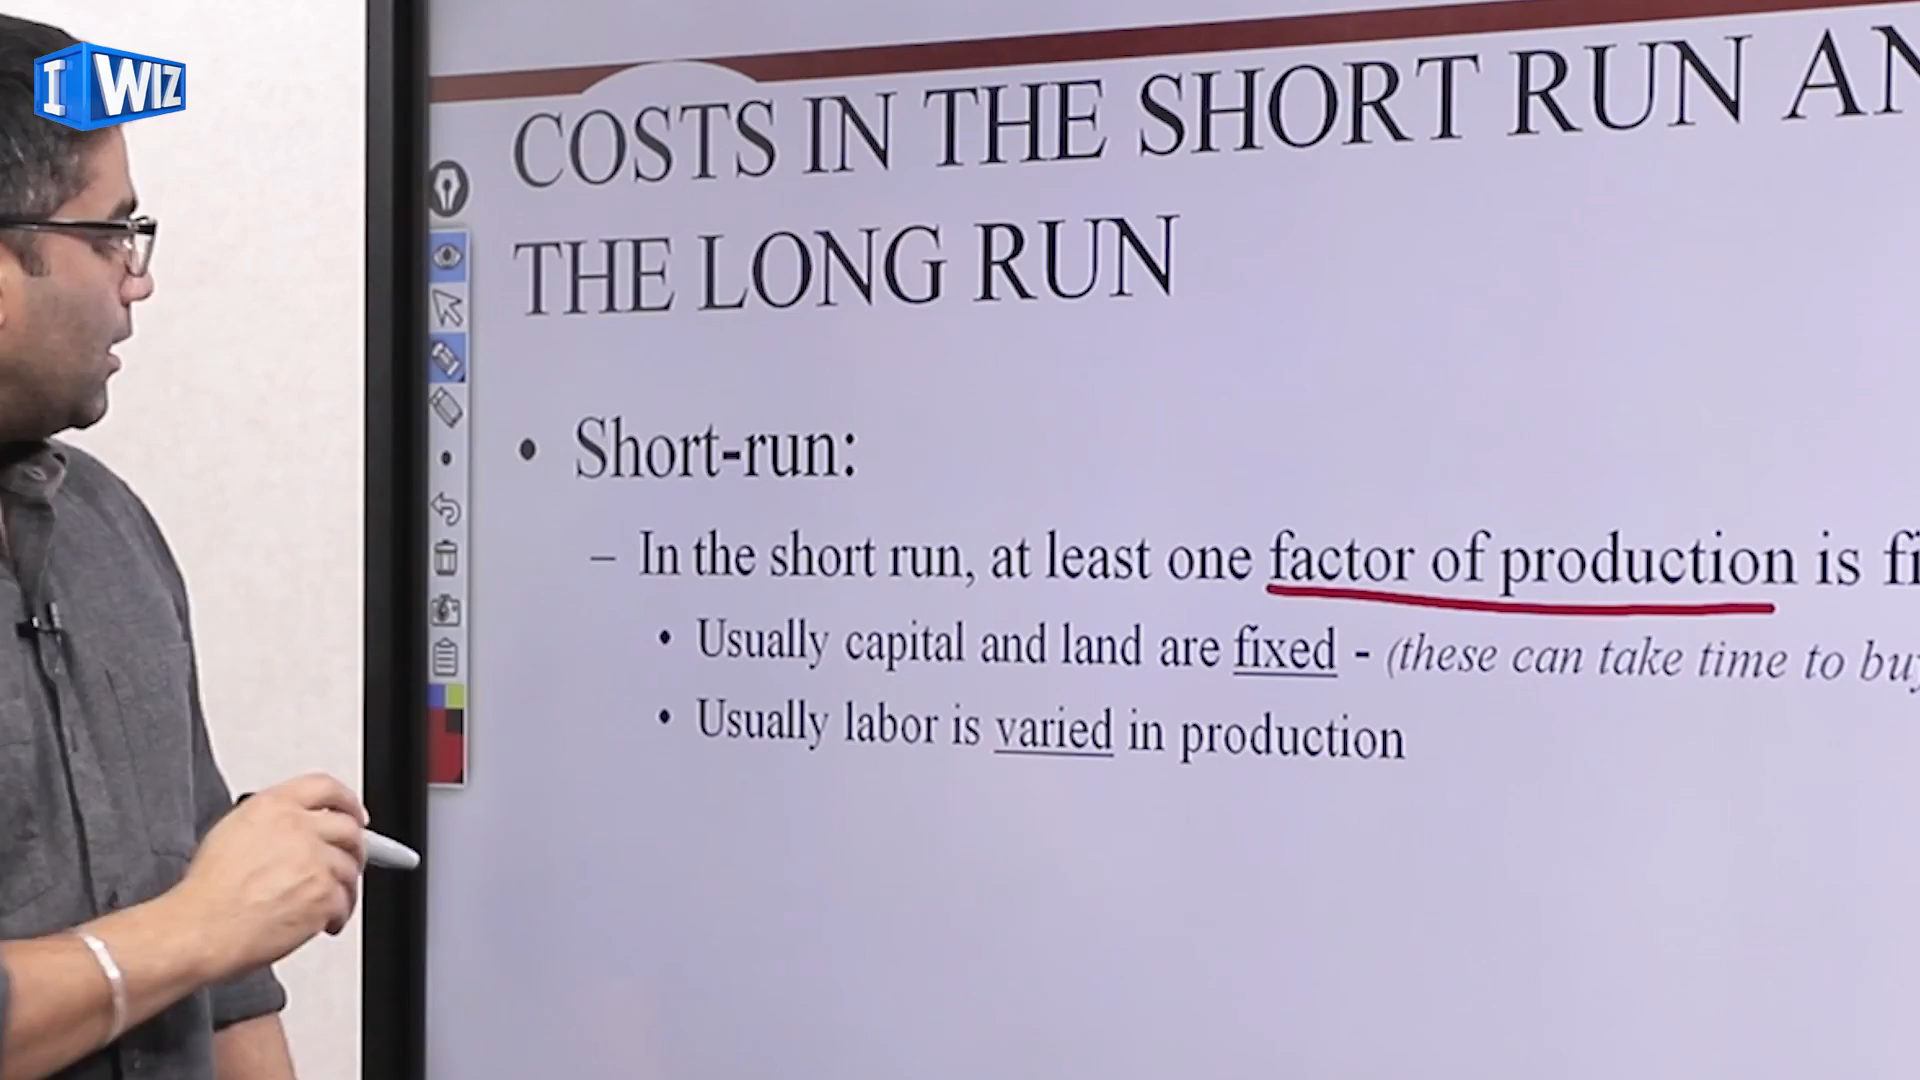 I WIZ
COSTS IN THE SHORT RUN AN
THE LONG RUN
• Short-run:
– In the short run, at least one factor of production is fi
• Usually capital and land are fixed - (these can take time to buy
• Usually labor is varied in production